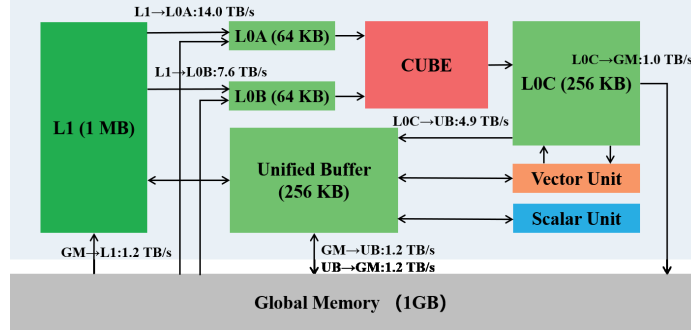 L1→L0A:14.0 TB/s
L0A (64 KB)
CUBE
L0C→GM:1.0 TB/s
L0C (256 KB)
L1→L0B:7.6 TB/s
L0B (64 KB)
L1 (1 MB)
L0C→UB:4.9 TB/s
Unified Buffer
(256 KB)
Vector Unit
Scalar Unit
GM→L1:1.2 TB/s
GM→UB:1.2 TB/s
UB→GM:1.2 TB/s
Global Memory （1GB）